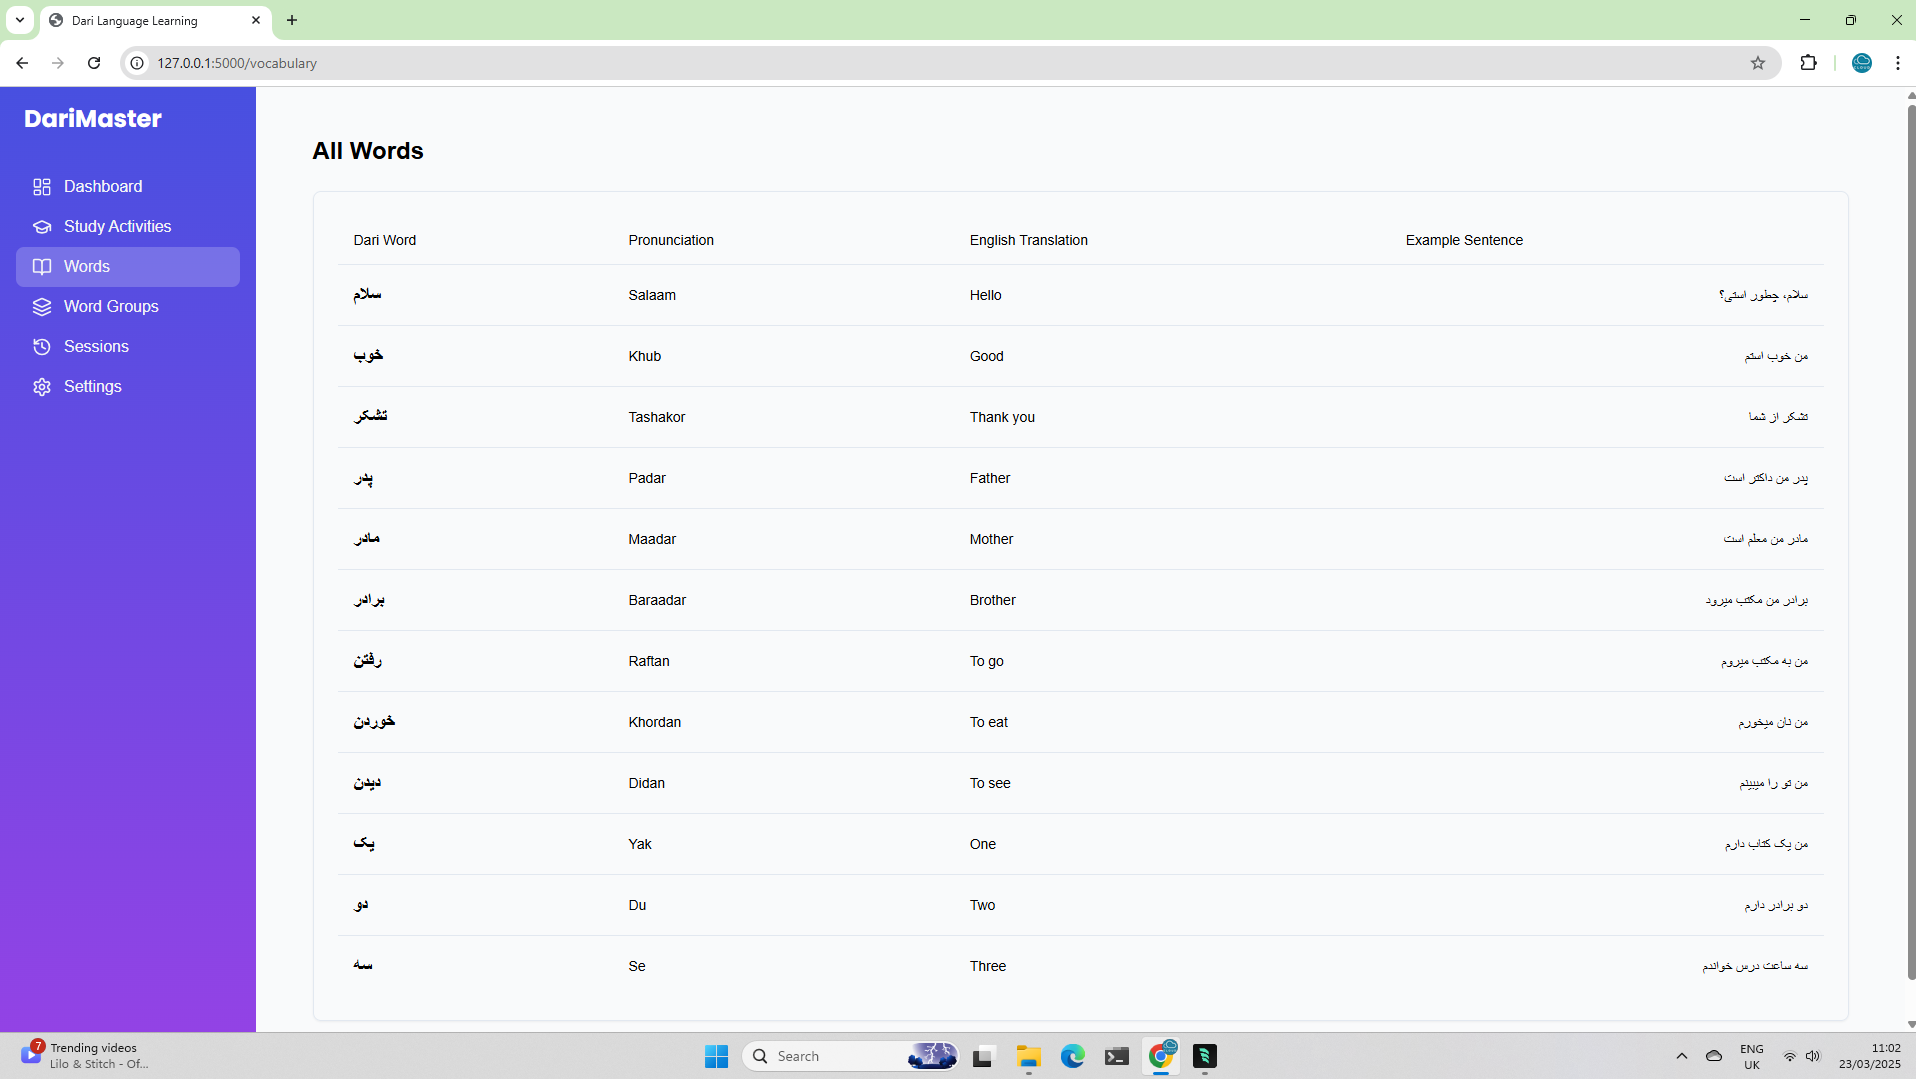 Dari Language Learning
127.0.0.1:5000/vocabulary
DariMaster
Dashboard
Study Activities
Words
Word Groups
Sessions
Settings
All Words
Dari Word Pronunciation English Translation Example Sentence
سلام Salaam Hello سلام، چطور استی؟
خوب Khub Good من خوب استم
تشکر Tashakor Thank you تشکر از شما
پدر Padar Father پدر من داکتر است
مادر Maadar Mother مادر من معلم است
برادر Baraadar Brother برادر من مکتب میرود
رفتن Raftan To go من به مکتب میروم
خوردن Khordan To eat من نان میخورم
دیدن Didan To see من تو را میبینم
یک Yak One من یک کتاب دارم
دو Du Two دو برادر دارم
سه Se Three سه ساعت درس خواندم
7
Trending videos
Lilo & Stitch - Of...
Search
ENG
UK
11:02
23/03/2025